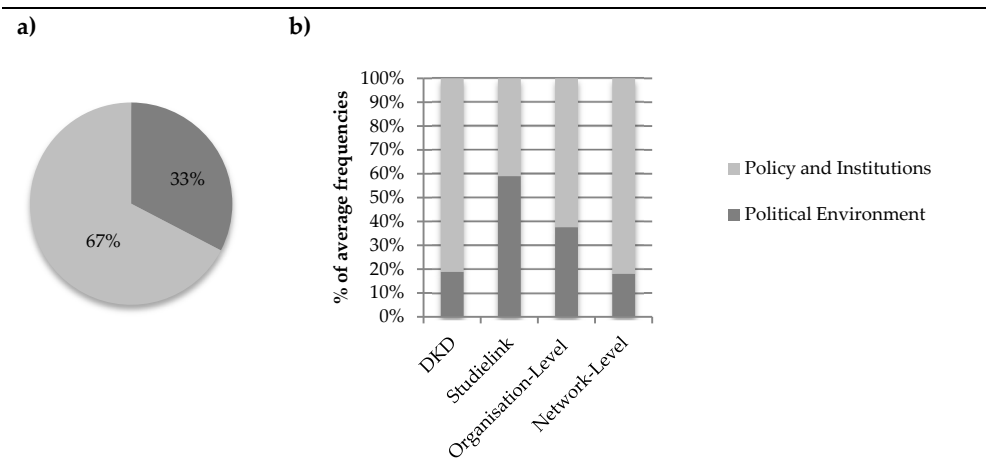 a)
b)
33%
67%
% of average frequencies
100%
90%
80%
70%
60%
50%
40%
30%
20%
10%
0%
DKD
Studielink
Organisation-Level
Network-Level
Policy and Institutions
Political Environment